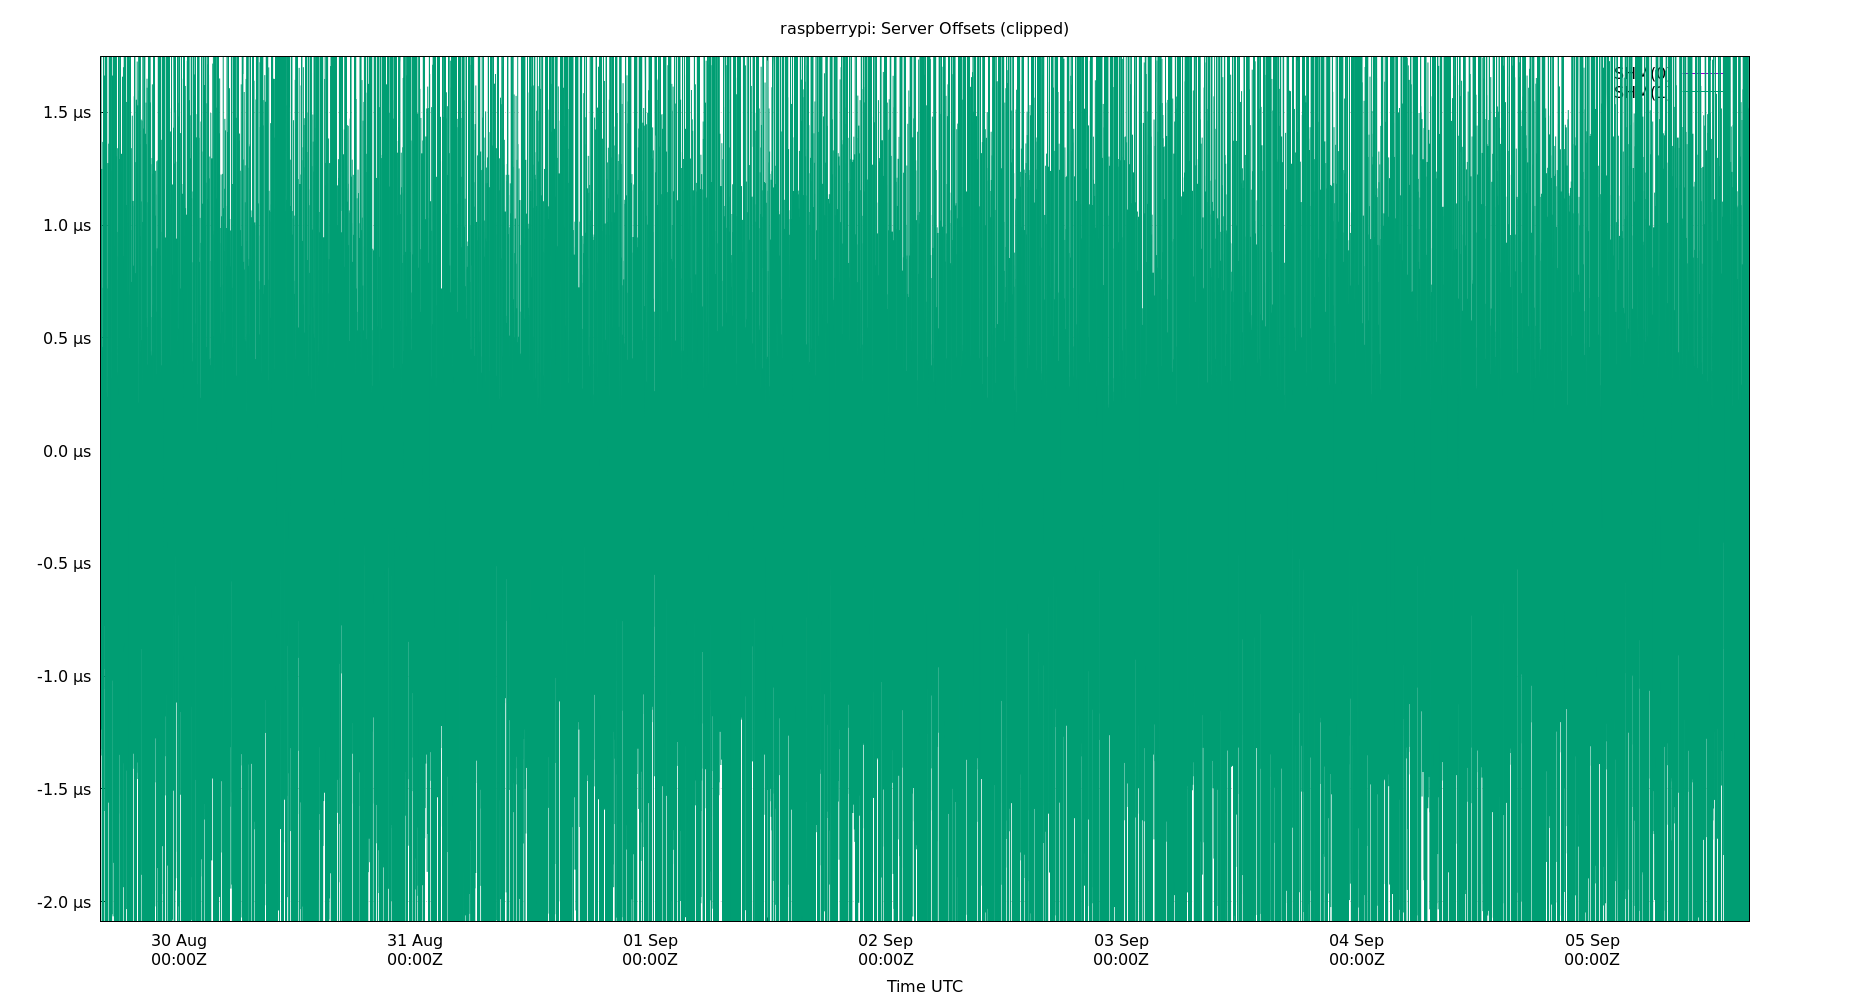 raspberrypi: Server Offsets (clipped)
1.5 µs
1.0 µs
0.5 µs
0.0 µs
-0.5 µs
-1.0 µs
-1.5 µs
-2.0 µs
30 Aug 31 Aug 01 Sep 02 Sep 03 Sep 04 Sep 05 Sep
00:00Z 00:00Z 00:00Z 00:00Z 00:00Z 00:00Z 00:00Z
Time UTC